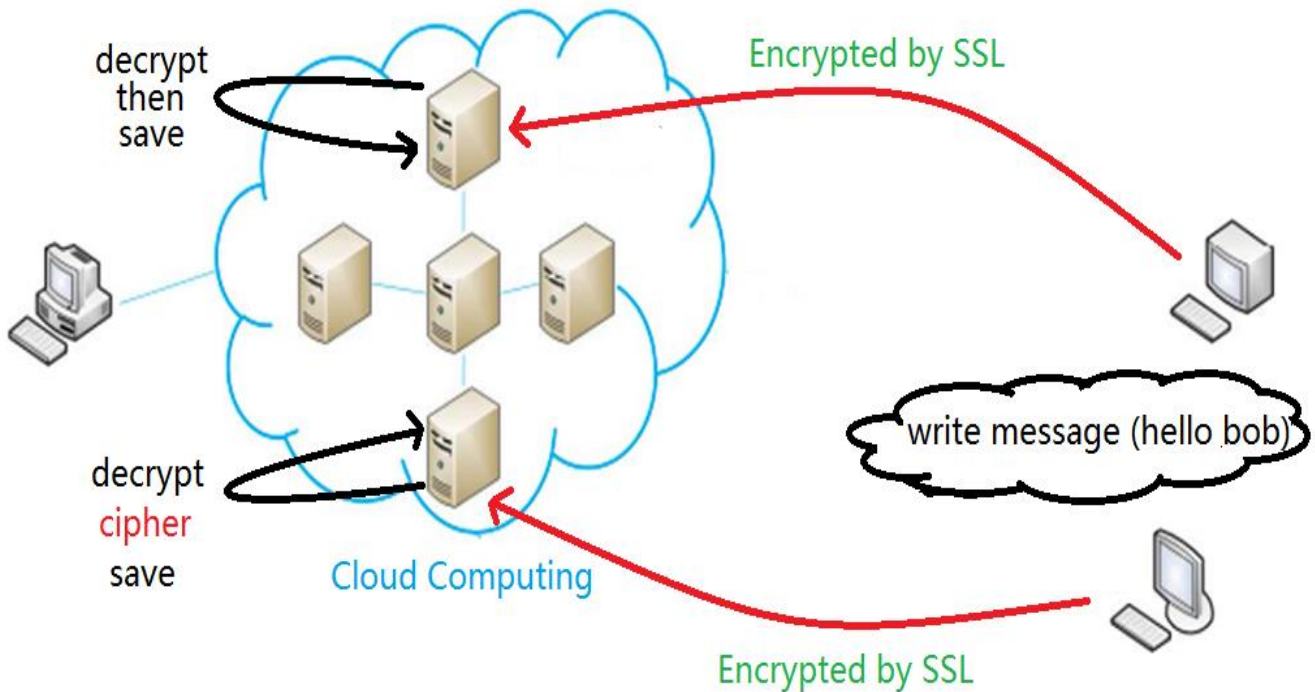 Encrypted by SSL
decrypt
then
save
write message (hello bob)
decrypt
cipher
save
Cloud Computing
Encrypted by SSL